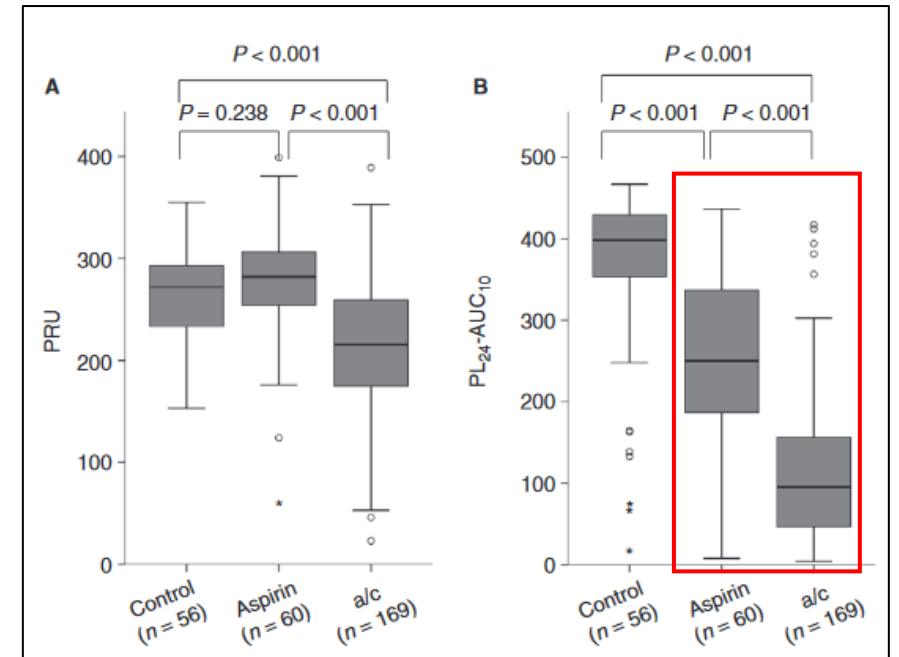 P < 0.001
P < 0.001
A
B
P = 0.238
P < 0.001
P < 0.001
P < 0.001
400
300
200
100
0
PRU
500
400
300
200
100
0
PL24-AUC10
Control
(n = 56)
Aspirin
(n = 60)
a/c
(n = 169)
Control
(n = 56)
Aspirin
(n = 60)
a/c
(n = 169)